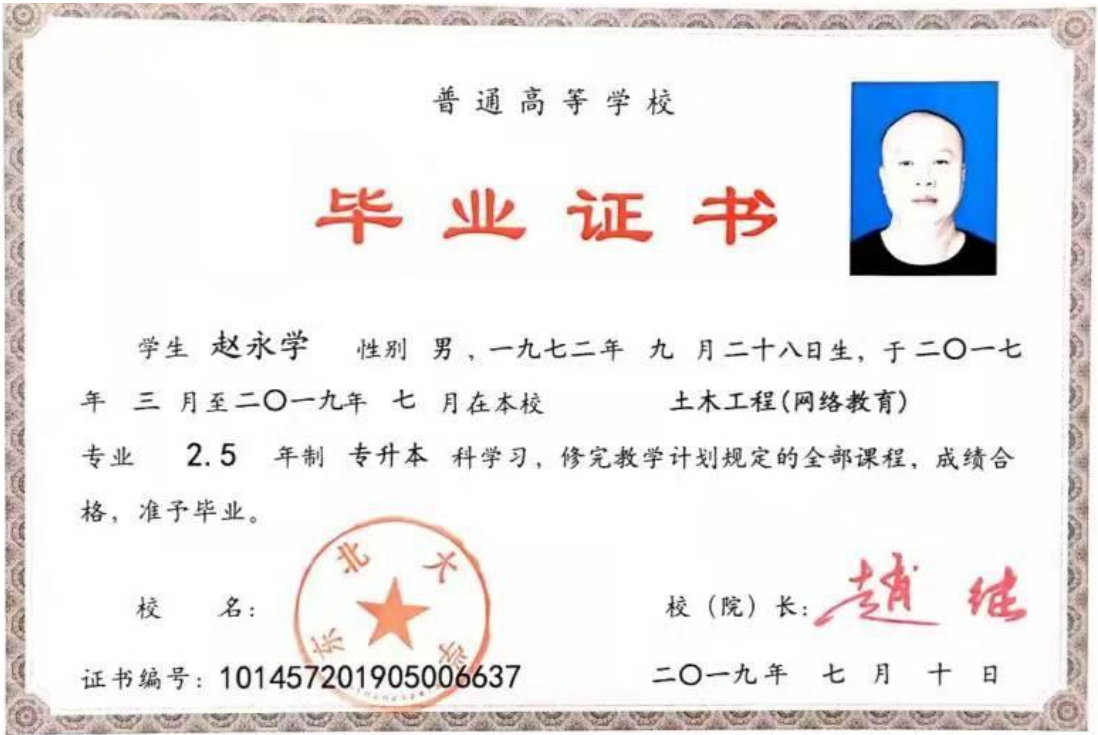 普通高等学校
毕业证书
学生 赵永学 性别 男，一九七二年 九 月二十八日生，于二〇一七
年 三 月至二〇一九年 七 月在本校 土木工程(网络教育)
专业 2.5 年制 专升本 科学习，修完教学计划规定的全部课程，成绩合
格，准予毕业。
东北大学
校 名：
校（院）长：赵继
证书编号：101457201905006637
二〇一九年 七 月 十 日